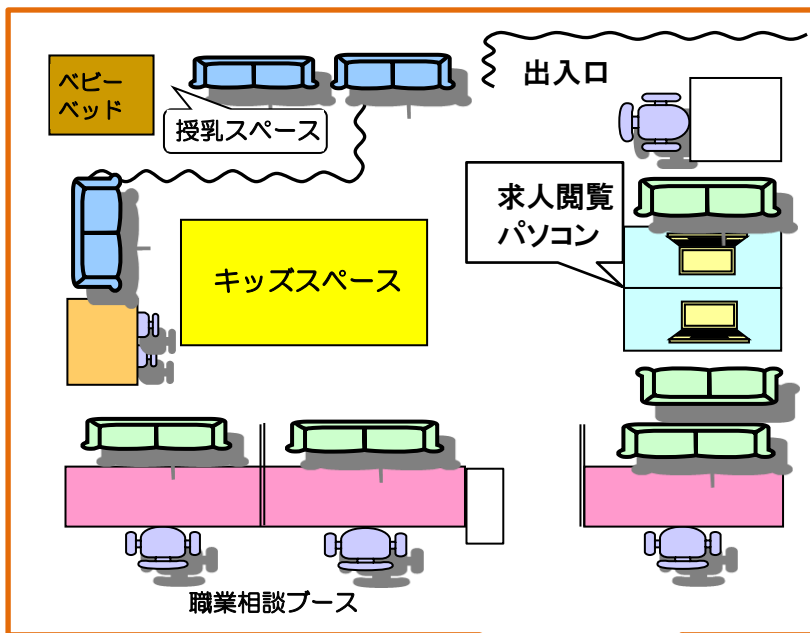 ベビー
ベッド
授乳スペース
出入口
求人閲覧
パソコン
キッズスペース
職業相談ブース